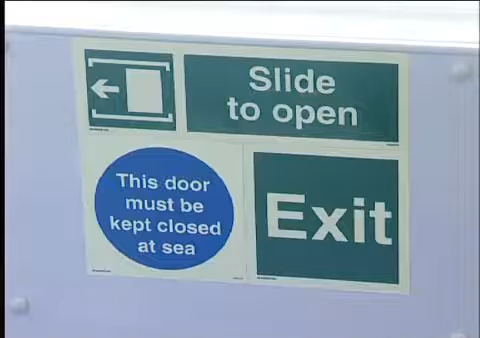 Slide
to open
This door
must be
kept closed
at sea
Exit